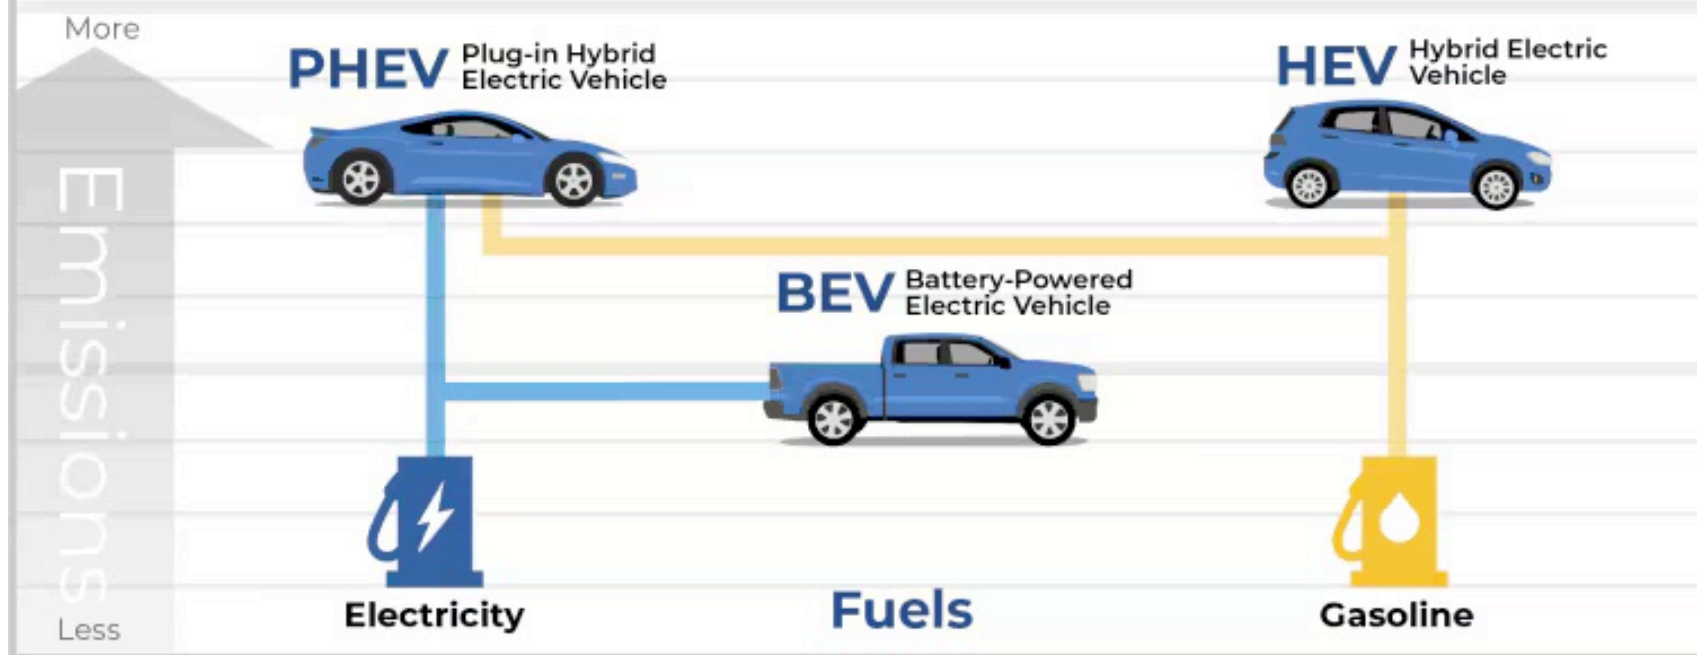 More
PHEV Plug-in Hybrid
Electric Vehicle
HEV Hybrid Electric
Vehicle
Emissions
BEV Battery-Powered
Electric Vehicle
Less
Electricity
Fuels
Gasoline